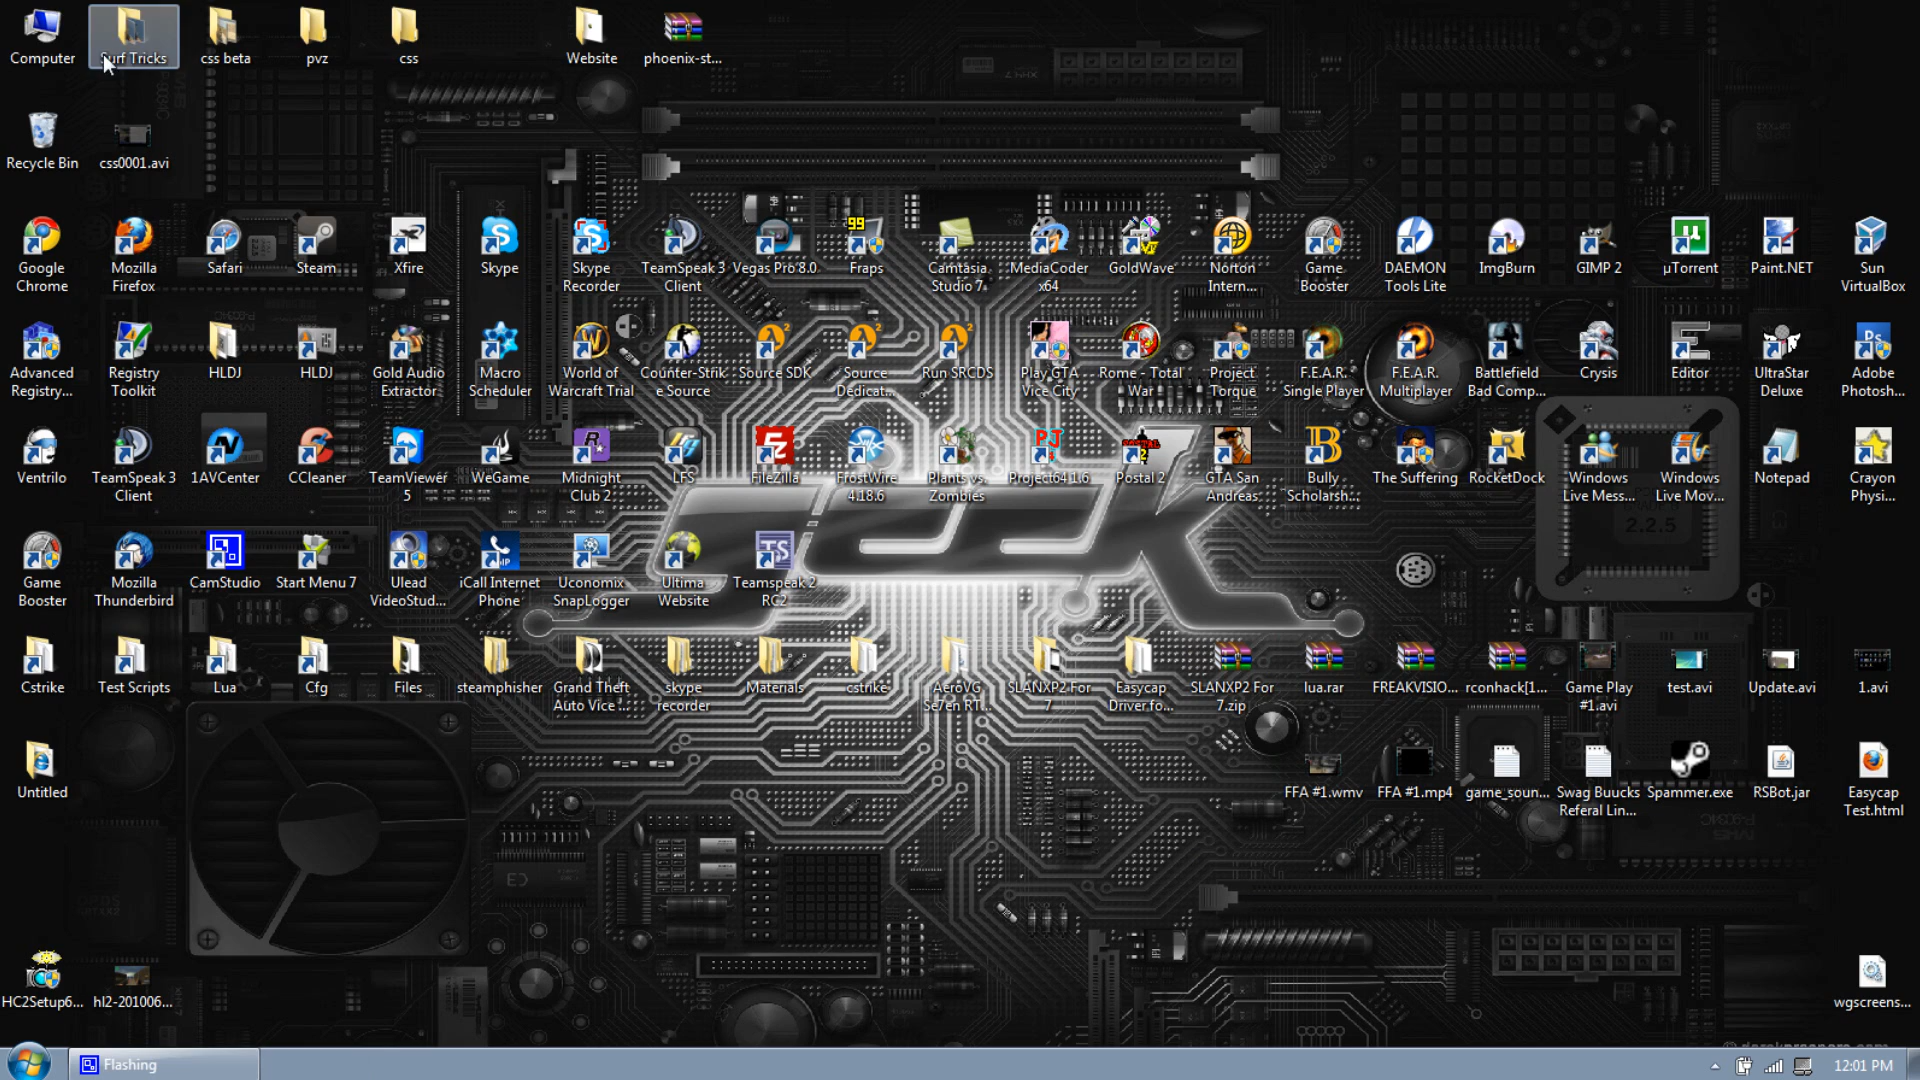 Computer
Surf Tricks
css beta
pvz
css
Website
phoenix-st...
Recycle Bin
css0001.avi
Google
Chrome
Mozilla
Firefox
Safari
Steam
Xfire
Skype
Skype
Recorder
TeamSpeak 3
Client
Vegas Pro 8.0
99
Fraps
Camtasia
Studio 7
MediaCoder
x64
GoldWave
Norton
Intern...
Game
Booster
DAEMON
Tools Lite
ImgBurn
GIMP 2
µTorrent
Paint.NET
Sun
VirtualBox
Advanced
Registry...
Registry
Toolkit
HLDJ
HLDJ
Gold Audio
Extractor
Macro
Scheduler
World of
Warcraft Trial
Counter-Strik
e Source
Source SDK
Source
Dedicat...
Run SRCDS
Play GTA
Vice City
Rome - Total
War
Project
Torque
F.E.A.R.
Single Player
F.E.A.R.
Multiplayer
Battlefield
Bad Comp...
Crysis
Editor
UltraStar
Deluxe
Adobe
Photosh...
Ventrilo
TeamSpeak 3
Client
1AVCenter
CCleaner
TeamViewer
5
WeGame
Midnight
Club 2
LFS
FileZilla
FrostWire
4.18.6
Plants vs.
Zombies
Project64 1.6
Postal 2
GTA San
Andreas
Bully
Scholarsh...
The Suffering
RocketDock
Windows
Live Mess...
Windows
Live Mov...
Notepad
Crayon
Physi...
2.2.5
GEEK
Game
Booster
Mozilla
Thunderbird
CamStudio
Start Menu 7
Ulead
VideoStud...
iCall Internet
Phone
Uconomix
SnapLogger
Ultima
Website
Teamspeak 2
RC2
Cstrike
Test Scripts
Lua
Cfg
Files
steamphisher
Grand Theft
Auto Vice ...
skype
recorder
Materials
cstrike
AeroVG
Se7en RT...
SLANXP2 For
7
Easycap
Driver fo...
SLANXP2 For
7.zip
lua.rar
FREAKVISIO...
rconhack[1...
Game Play
#1.avi
test.avi
Update.avi
1.avi
Untitled
FFA #1.wmv
FFA #1.mp4
game_soun...
Swag Buucks
Referal Lin...
Spammer.exe
RSBot.jar
Easycap
Test.html
HC2Setup6...
hl2-201006...
wgscreens...
Flashing
12:01 PM